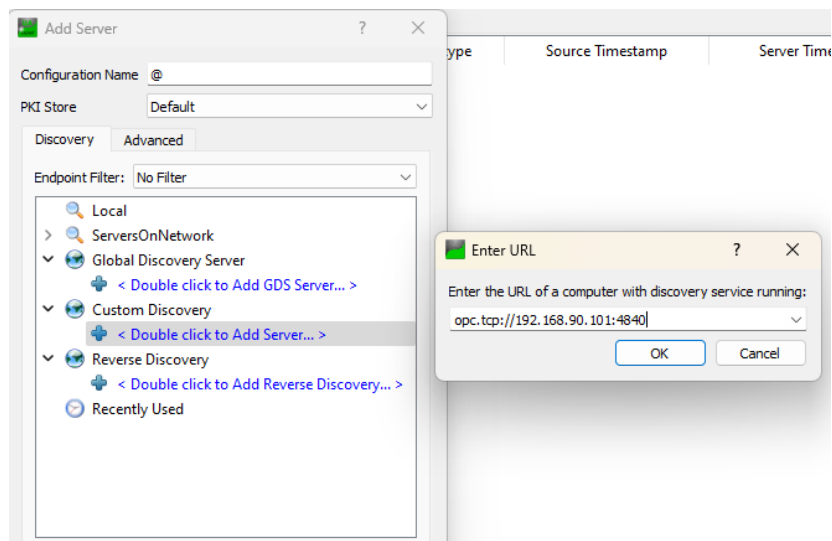 Add Server
?
Configuration Name @
PKI Store Default
Discovery Advanced
Endpoint Filter: No Filter
Local
ServersOnNetwork
Global Discovery Server
< Double click to Add GDS Server... >
Custom Discovery
< Double click to Add Server... >
Reverse Discovery
< Double click to Add Reverse Discovery... >
Recently Used
Source Timestamp
Enter URL
?
Enter the URL of a computer with discovery service running:
opc.tcp://192.168.90.101:4840
OK Cancel